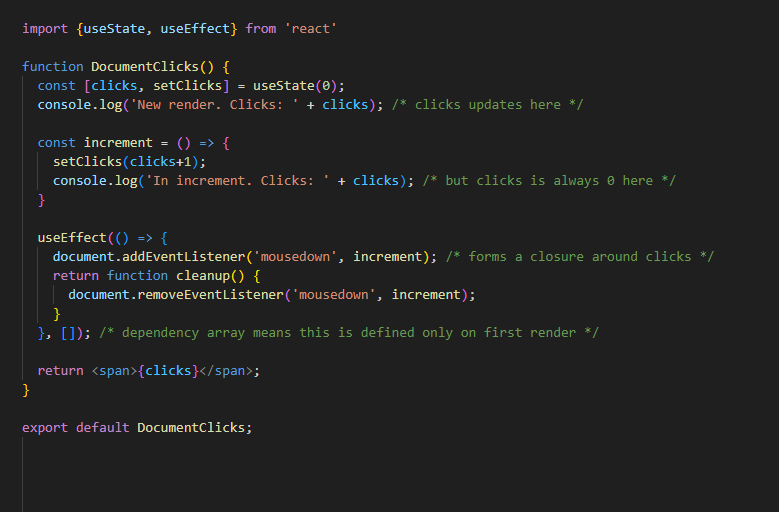 import {useState, useEffect} from 'react'
function DocumentClicks() {
const [clicks, setClicks] = useState(0);
console.log('New render. Clicks: ' + clicks); /* clicks updates here */
const increment = () => {
setClicks(clicks+1);
console.log('In increment. Clicks: ' + clicks); /* but clicks is always 0 here */
}
useEffect(() => {
document.addEventListener('mousedown', increment); /* forms a closure around clicks */
return function cleanup() {
document.removeEventListener('mousedown', increment);
}
}, []); /* dependency array means this is defined only on first render */
return <span>{clicks}</span>;
}
export default DocumentClicks;